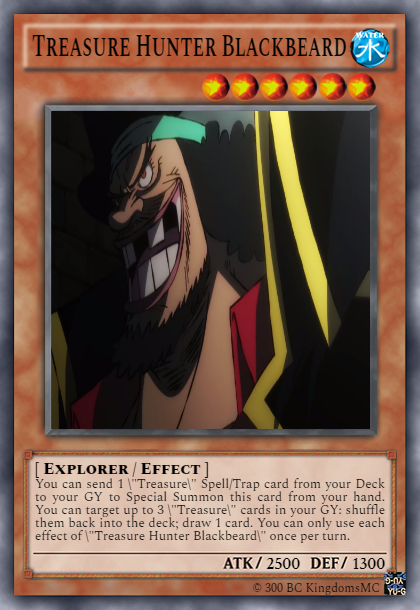 TREASURE HUNTER BLACKBEARD
WATER
水
[ EXPLORER / EFFECT ]
You can send 1 \"Treasure\" Spell/Trap card from your Deck
to your GY to Special Summon this card from your hand.
You can target up to 3 \"Treasure\" cards in your GY: shuffle
them back into the deck; draw 1 card. You can only use each
effect of \"Treasure Hunter Blackbeard\" once per turn.
ATK/ 2500 DEF/ 1300
© 300 BC KingdomsMC